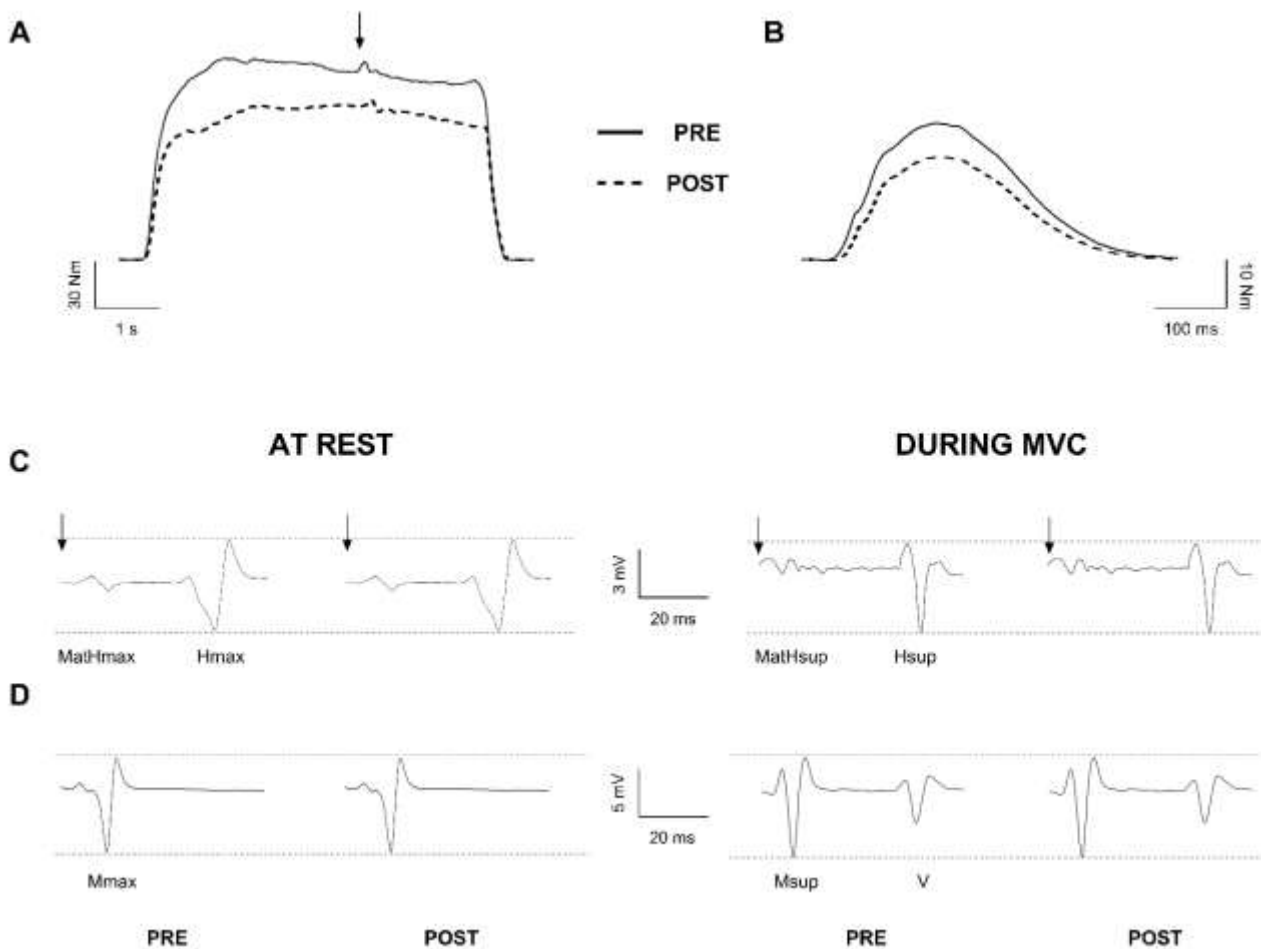 A
B
PRE
POST
30 Nm
1 s
10 Nm
100 ms
AT REST
DURING MVC
C
3 mV
20 ms
MatHmax Hmax
MatHsup Hsup
D
5 mV
20 ms
Mmax
Msup V
PRE POST PRE POST